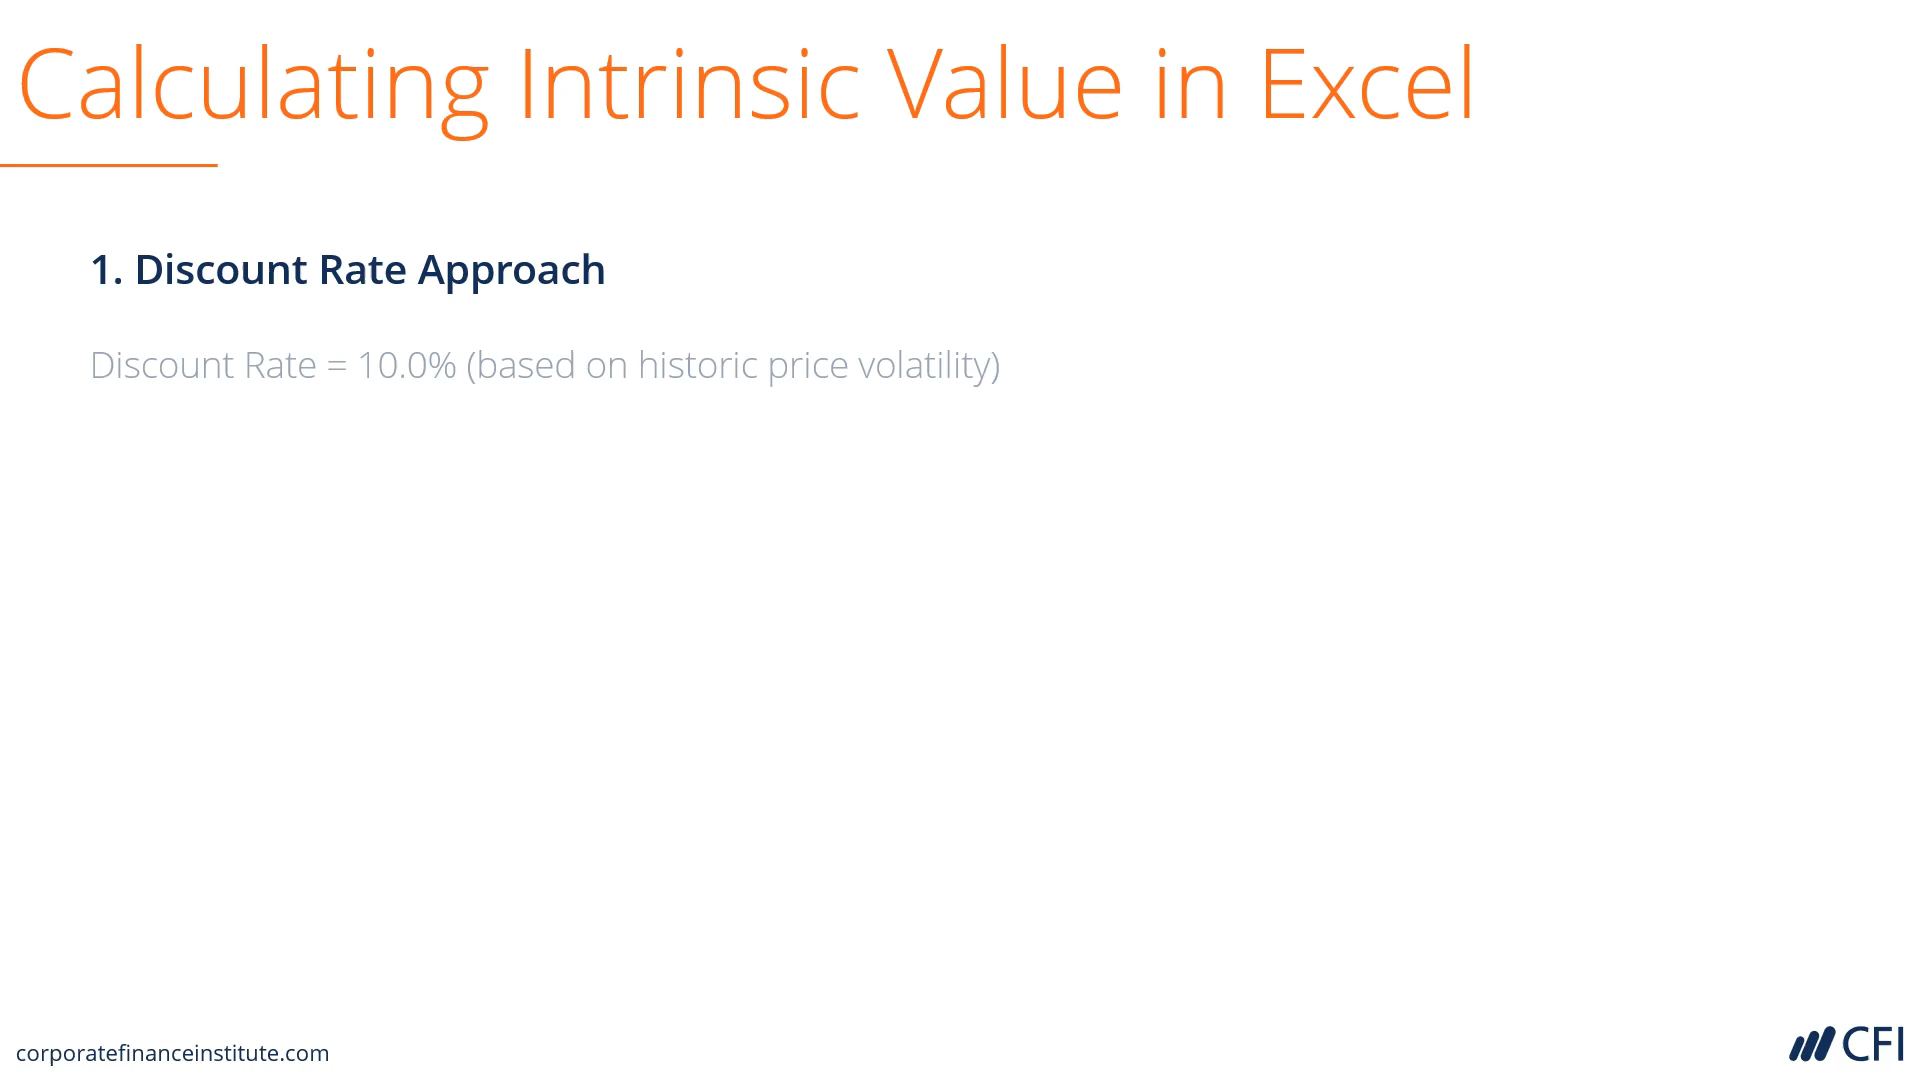 Calculating Intrinsic Value in Excel
1. Discount Rate Approach
Discount Rate = 10.0% (based on historic price volatility)
corporatefinanceinstitute.com
CFI